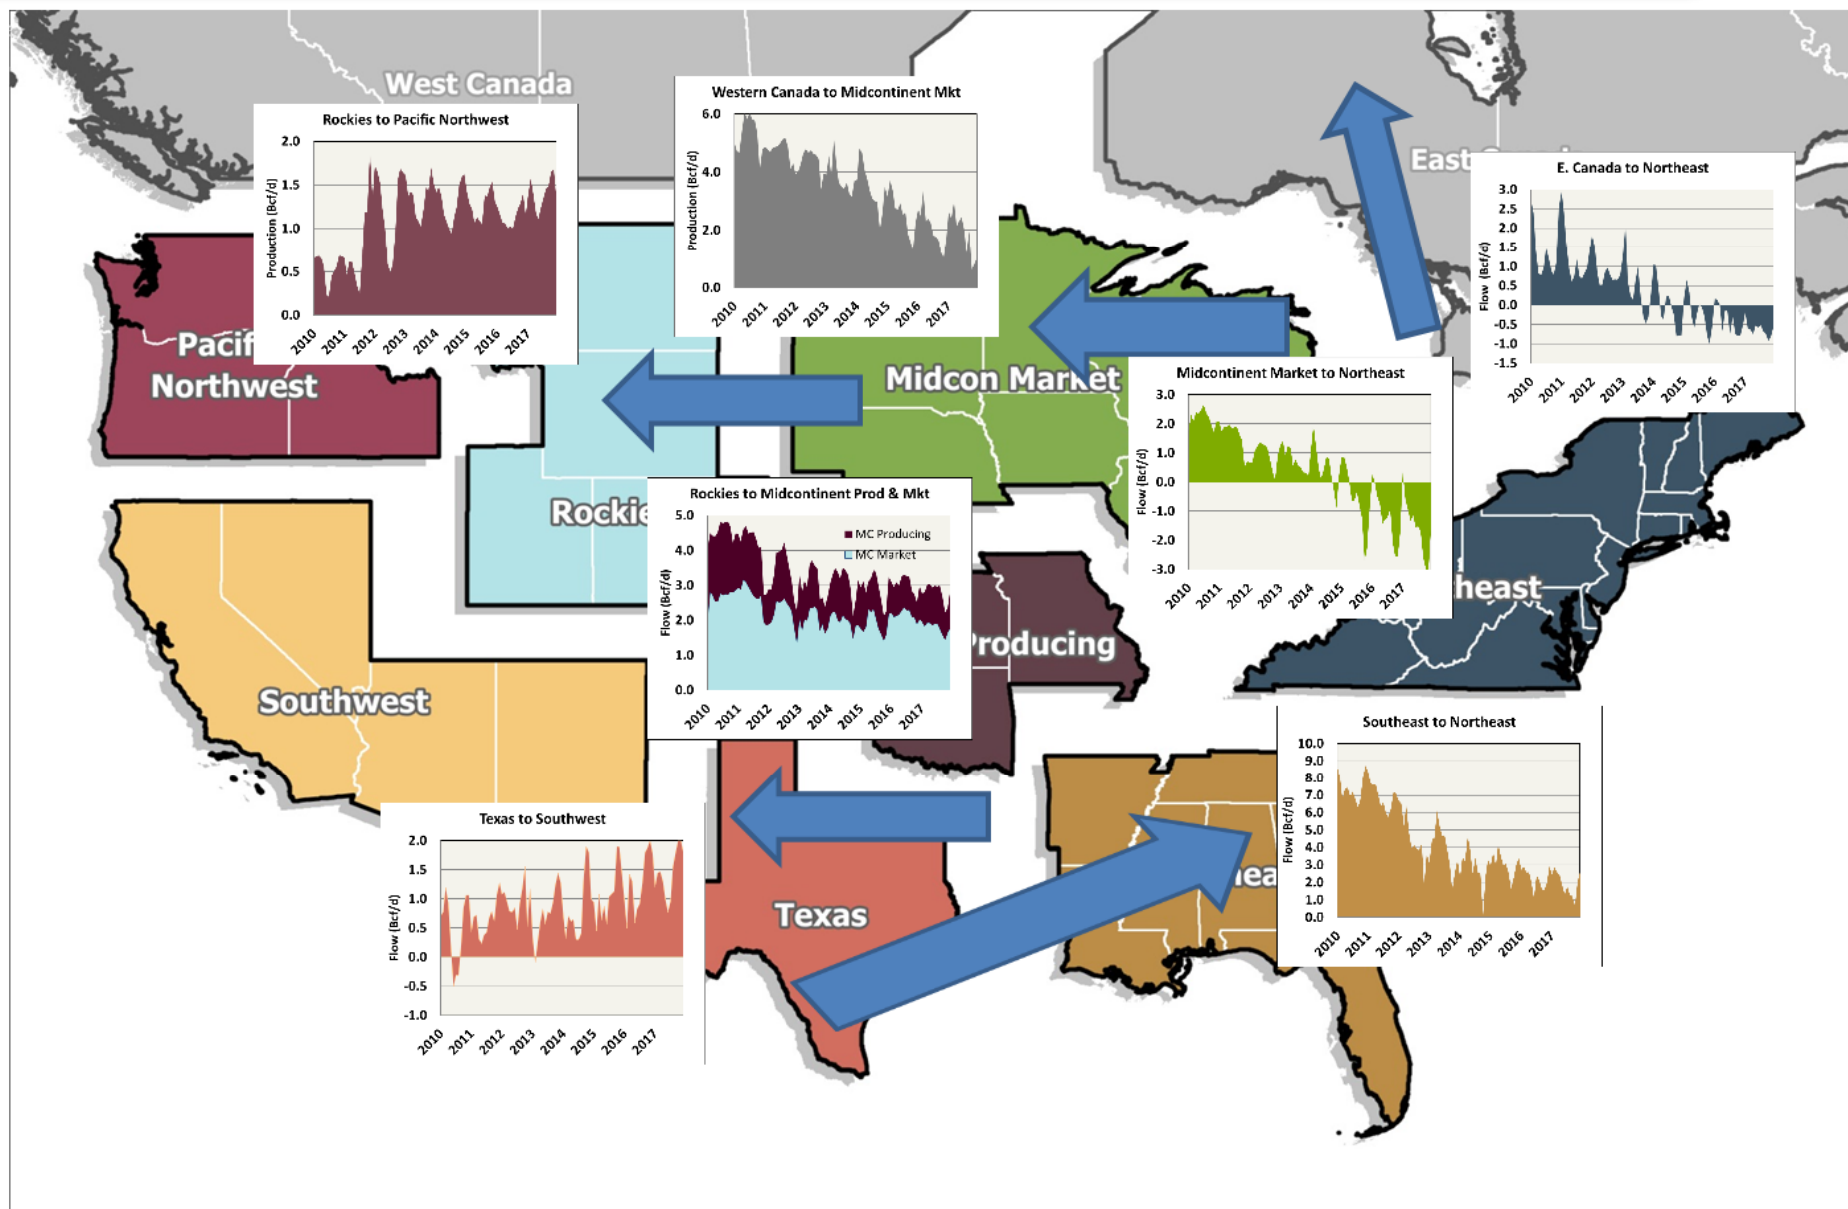 West Canada
East
Pacif
Northwest
Rockie
Midcon Market
Southwest
Producing
Texas
heast
hea
Rockies to Pacific Northwest
Production (Bcf/d)
2.0
1.5
1.0
0.5
0.0
2010 2011 2012 2013 2014 2015 2016 2017
Western Canada to Midcontinent Mkt
Production (Bcf/d)
6.0
4.0
2.0
0.0
2010 2011 2012 2013 2014 2015 2016 2017
E. Canada to Northeast
Flow (Bcf/d)
3.0
2.5
2.0
1.5
1.0
0.5
0.0
-0.5
-1.0
-1.5
2010 2011 2012 2013 2014 2015 2016 2017
Midcontinent Market to Northeast
Flow (Bcf/d)
3.0
2.0
1.0
0.0
-1.0
-2.0
-3.0
2010 2011 2012 2013 2014 2015 2016 2017
Rockies to Midcontinent Prod & Mkt
Flow (Bcf/d)
5.0
4.0
3.0
2.0
1.0
0.0
MC Producing
MC Market
2010 2011 2012 2013 2014 2015 2016 2017
Southeast to Northeast
Flow (Bcf/d)
10.0
9.0
8.0
7.0
6.0
5.0
4.0
3.0
2.0
1.0
0.0
2010 2011 2012 2013 2014 2015 2016 2017
Texas to Southwest
Flow (Bcf/d)
2.0
1.5
1.0
0.5
0.0
-0.5
-1.0
2010 2011 2012 2013 2014 2015 2016 2017